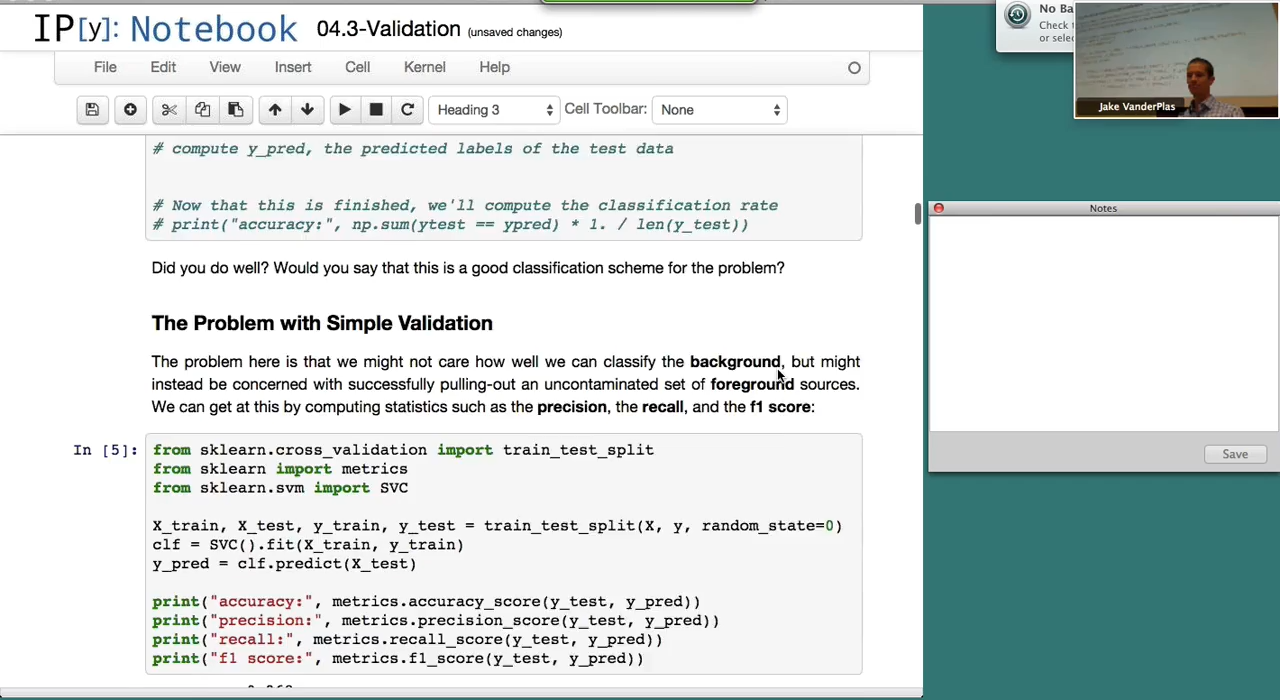 IP[y]: Notebook 04.3-Validation (unsaved changes)
File Edit View Insert Cell Kernel Help
Heading 3 Cell Toolbar: None
# compute y_pred, the predicted labels of the test data
# Now that this is finished, we'll compute the classification rate
# print("accuracy:", np.sum(ytest == ypred) * 1. / len(y_test))
Did you do well? Would you say that this is a good classification scheme for the problem?
The Problem with Simple Validation
The problem here is that we might not care how well we can classify the background, but might
instead be concerned with successfully pulling-out an uncontaminated set of foreground sources.
We can get at this by computing statistics such as the precision, the recall, and the f1 score:
In [5]:
from sklearn.cross_validation import train_test_split
from sklearn import metrics
from sklearn.svm import SVC
X_train, X_test, y_train, y_test = train_test_split(X, y, random_state=0)
clf = SVC().fit(X_train, y_train)
y_pred = clf.predict(X_test)
print("accuracy:", metrics.accuracy_score(y_test, y_pred))
print("precision:", metrics.precision_score(y_test, y_pred))
print("recall:", metrics.recall_score(y_test, y_pred))
print("f1 score:", metrics.f1_score(y_test, y_pred))
No Ba
Check
or selec
Jake VanderPlas
Notes
Save